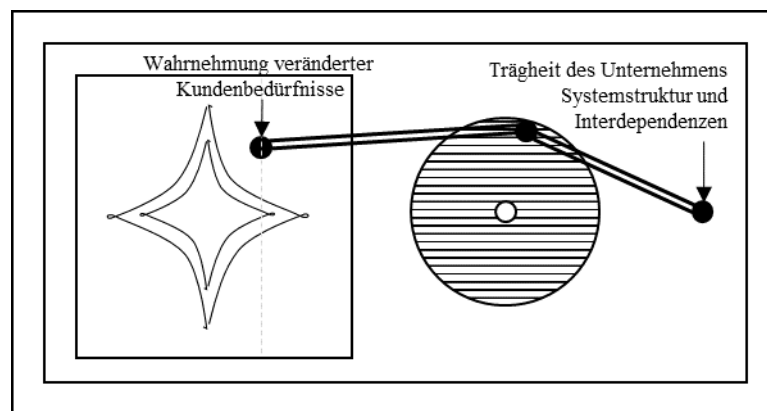 Wahrnehmung veränderter
Kundenbedürfnisse
Trägheit des Unternehmens
Systemstruktur und
Interdependenzen